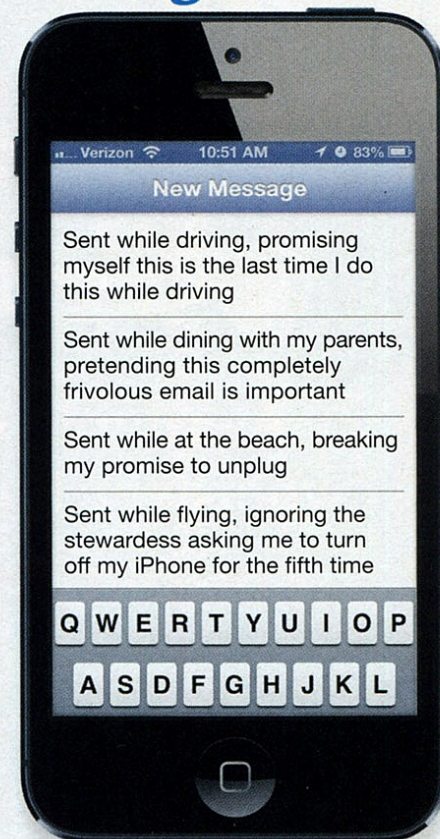 Verizon 10:51 AM 83%
New Message
Sent while driving, promising
myself this is the last time I do
this while driving
Sent while dining with my parents,
pretending this completely
frivolous email is important
Sent while at the beach, breaking
my promise to unplug
Sent while flying, ignoring the
stewardess asking me to turn
off my iPhone for the fifth time
Q W E R T Y U I O P
A S D F G H J K L